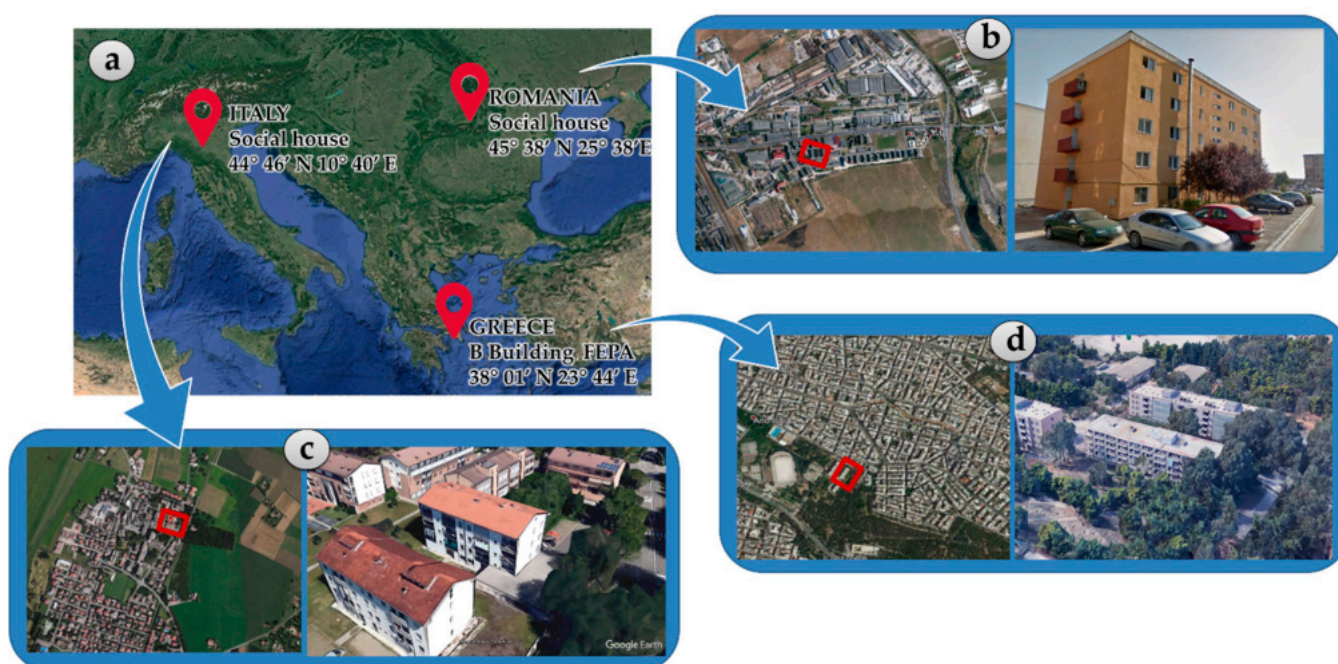 a
ITALY
Social house
44° 46′ N 10° 40′ E
ROMANIA
Social house
45° 38′ N 25° 38′E
GREECE
B Building FEPA
38° 01′ N 23° 44′ E
b
c
Google Earth
d